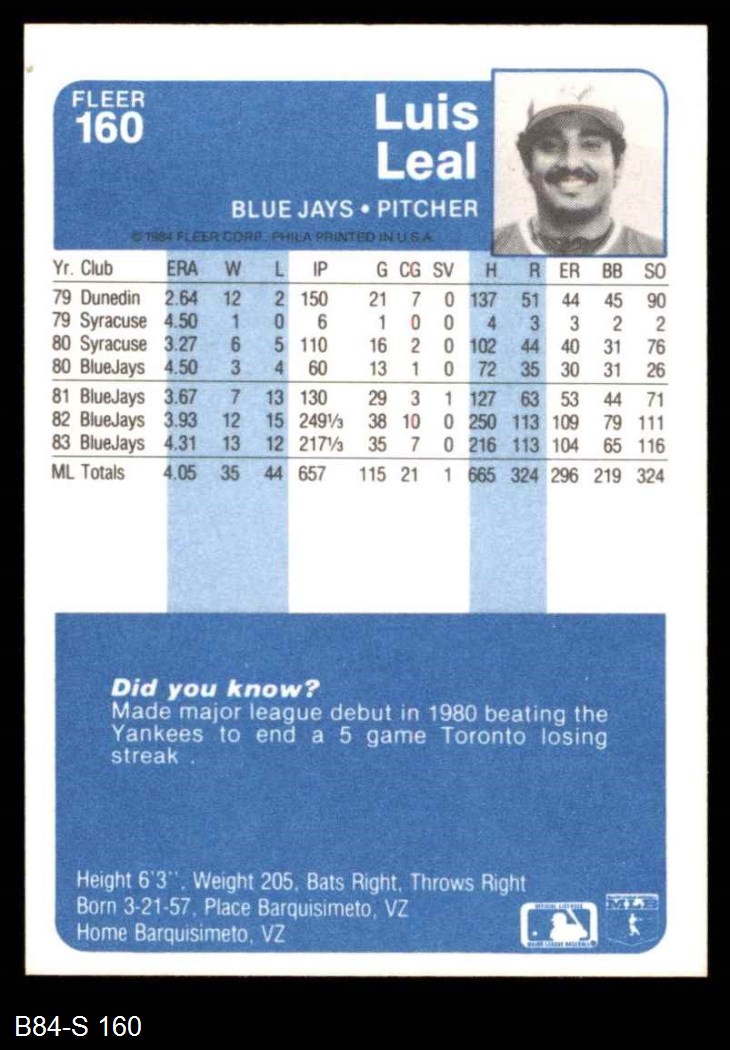 FLEER
160
Luis
Leal
BLUE JAYS • PITCHER
© 1984 FLEER CORP. PHILA PRINTED IN U.S.A.
Yr. Club ERA W L IP G CG SV H R ER BB SO
79 Dunedin 2.64 12 2 150 21 7 0 137 51 44 45 90
79 Syracuse 4.50 1 0 6 1 0 0 4 3 3 2 2
80 Syracuse 3.27 6 5 110 16 2 0 102 44 40 31 76
80 BlueJays 4.50 3 4 60 13 1 0 72 35 30 31 26
81 BlueJays 3.67 7 13 130 29 3 1 127 63 53 44 71
82 BlueJays 3.93 12 15 249⅓ 38 10 0 250 113 109 79 111
83 BlueJays 4.31 13 12 217⅓ 35 7 0 216 113 104 65 116
ML Totals 4.05 35 44 657 115 21 1 665 324 296 219 324
Did you know?
Made major league debut in 1980 beating the
Yankees to end a 5 game Toronto losing
streak .
Height 6'3'', Weight 205, Bats Right, Throws Right
Born 3-21-57, Place Barquisimeto, VZ
Home Barquisimeto, VZ
MLB
B84-S 160